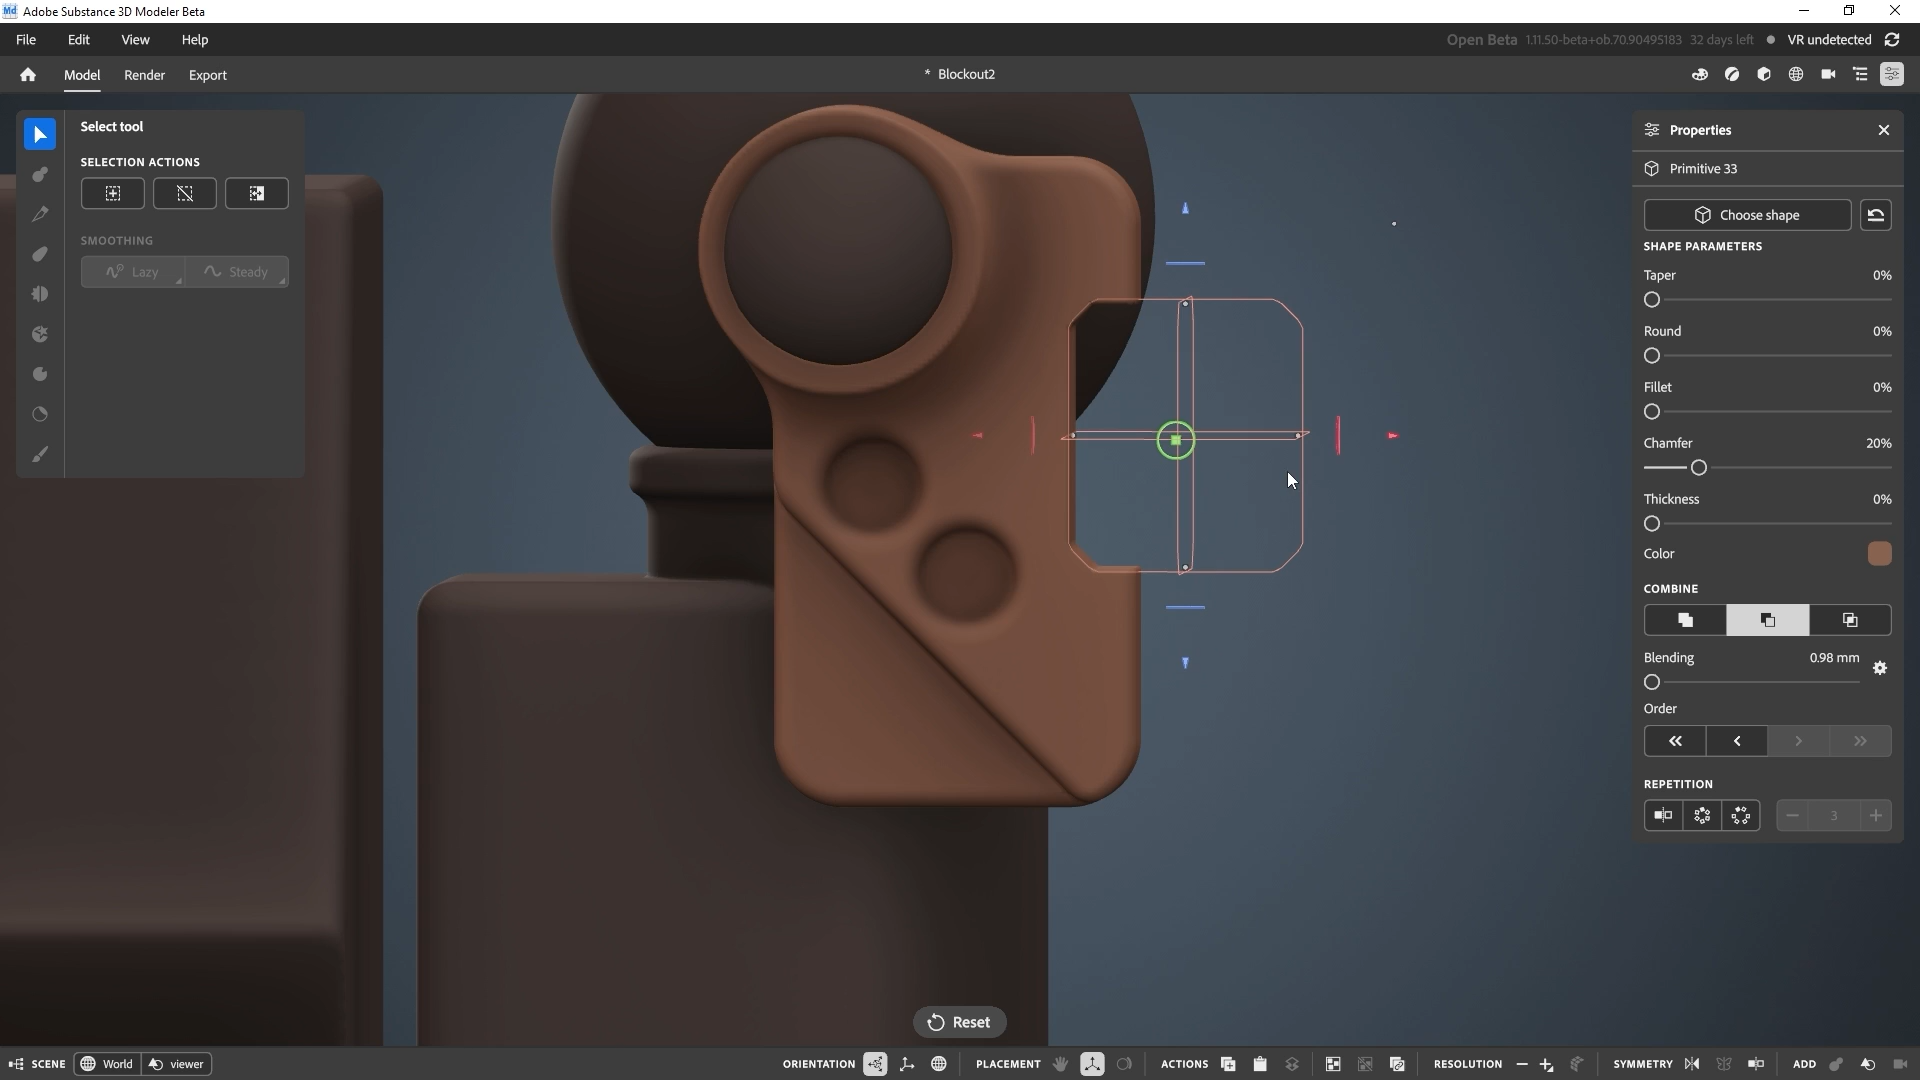 Md Adobe Substance 3D Modeler Beta
File Edit View Help
Open Beta 1.11.50-beta+ob.70.90495183 32 days left VR undetected
Model Render Export
* Blockout2
Select tool
SELECTION ACTIONS
SMOOTHING
Lazy Steady
Properties
Primitive 33
Choose shape
SHAPE PARAMETERS
Taper 0%
Round 0%
Fillet 0%
Chamfer 20%
Thickness 0%
Color
COMBINE
Blending 0.98 mm
Order
REPETITION
3
Reset
SCENE World viewer
ORIENTATION PLACEMENT ACTIONS RESOLUTION SYMMETRY ADD